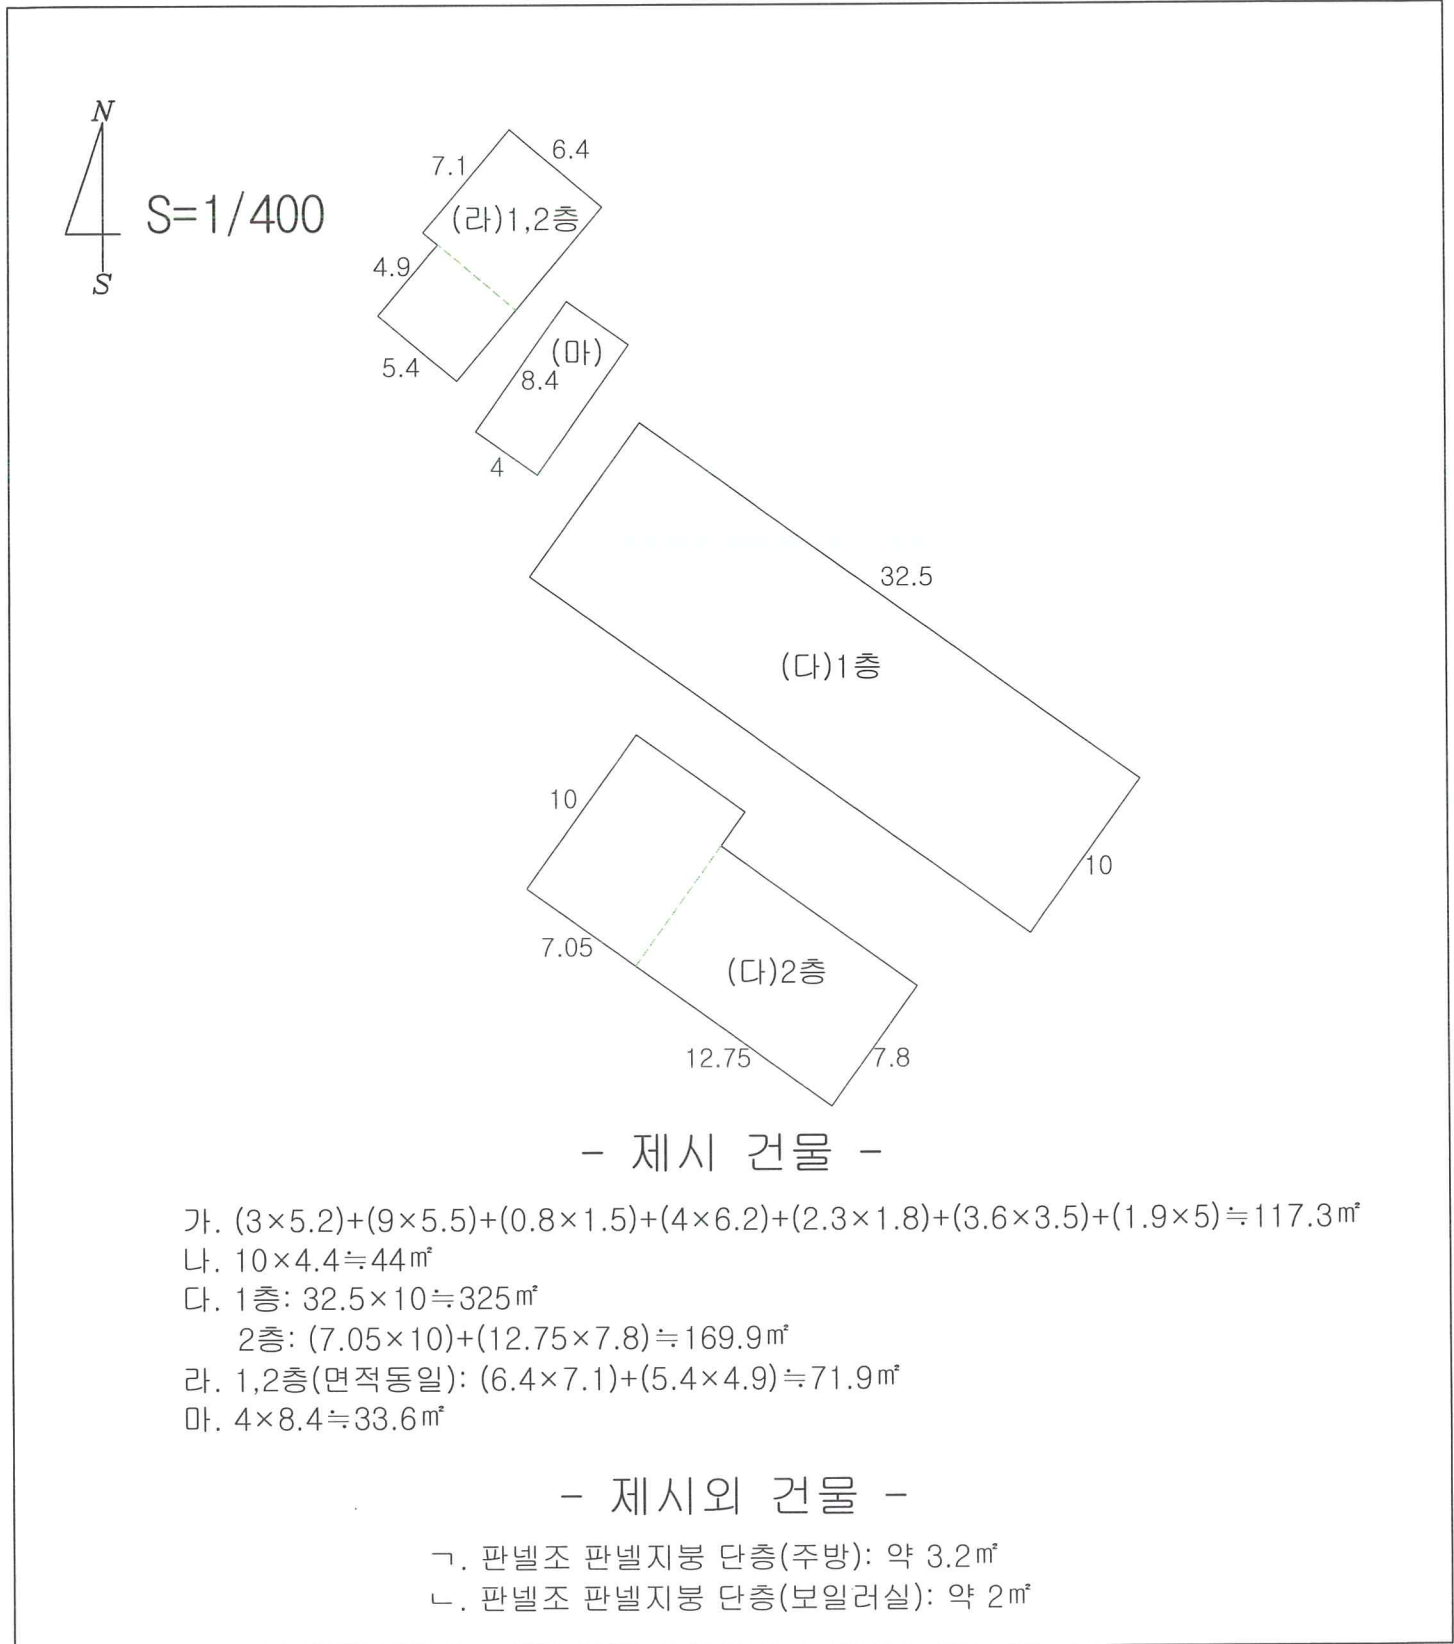 N
S=1/400
S
7.1
6.4
(라)1,2층
4.9
5.4
(마)
8.4
4
32.5
(다)1층
10
10
7.05
(다)2층
12.75
7.8
- 제시 건물 -
가. (3×5.2)+(9×5.5)+(0.8×1.5)+(4×6.2)+(2.3×1.8)+(3.6×3.5)+(1.9×5)≒117.3㎡
나. 10×4.4≒44㎡
다. 1층: 32.5×10≒325㎡
2층: (7.05×10)+(12.75×7.8)≒169.9㎡
라. 1,2층(면적동일): (6.4×7.1)+(5.4×4.9)≒71.9㎡
마. 4×8.4≒33.6㎡
- 제시외 건물 -
ㄱ. 판넬조 판넬지붕 단층(주방): 약 3.2㎡
ㄴ. 판넬조 판넬지붕 단층(보일러실): 약 2㎡